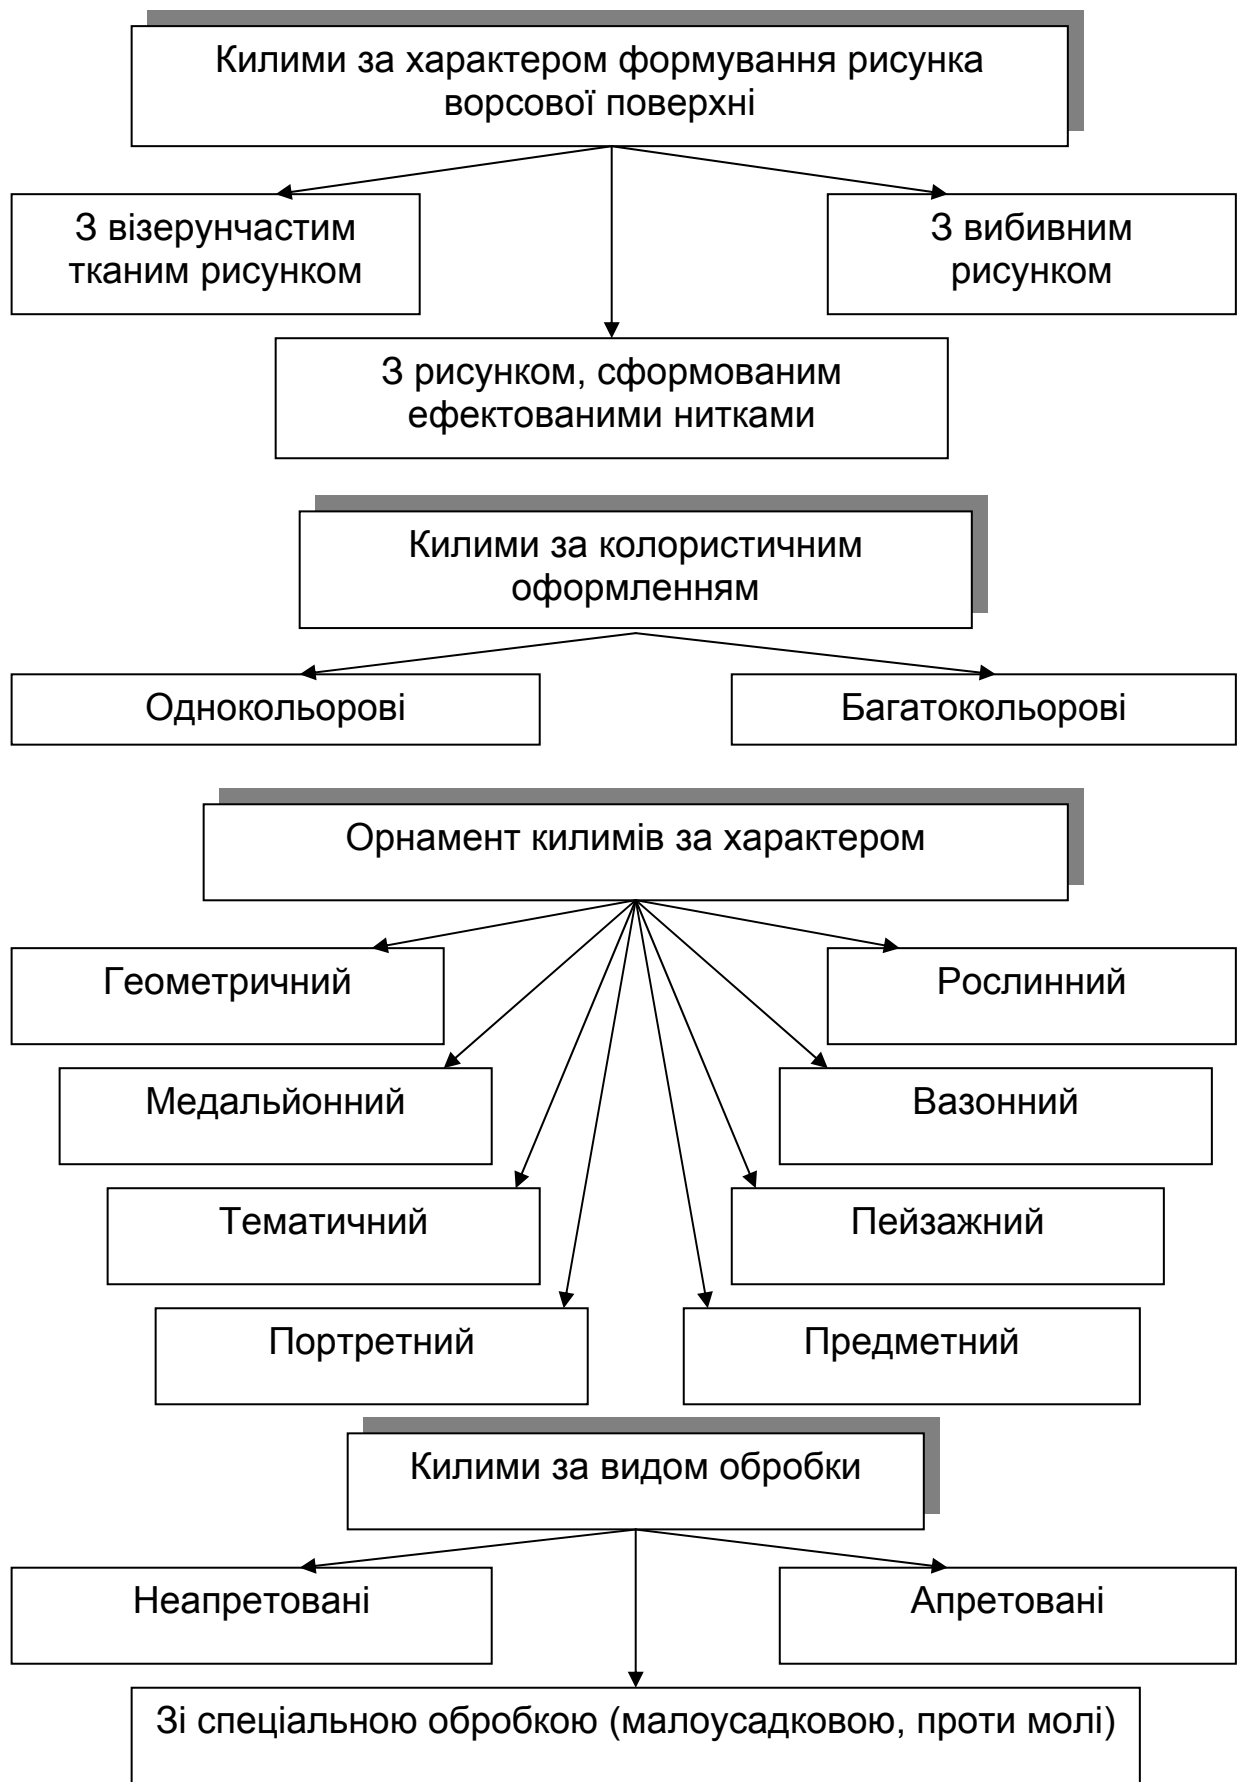 Килими за характером формування рисунка
ворсової поверхні
З візерунчастим
тканим рисунком
З вибивним
рисунком
З рисунком, сформованим
ефектованими нитками
Килими за колористичним
оформленням
Однокольорові
Багатокольорові
Орнамент килимів за характером
Геометричний
Рослинний
Медальйонний
Вазонний
Тематичний
Пейзажний
Портретний
Предметний
Килими за видом обробки
Неапретовані
Апретовані
Зі спеціальною обробкою (малоусадковою, проти молі)